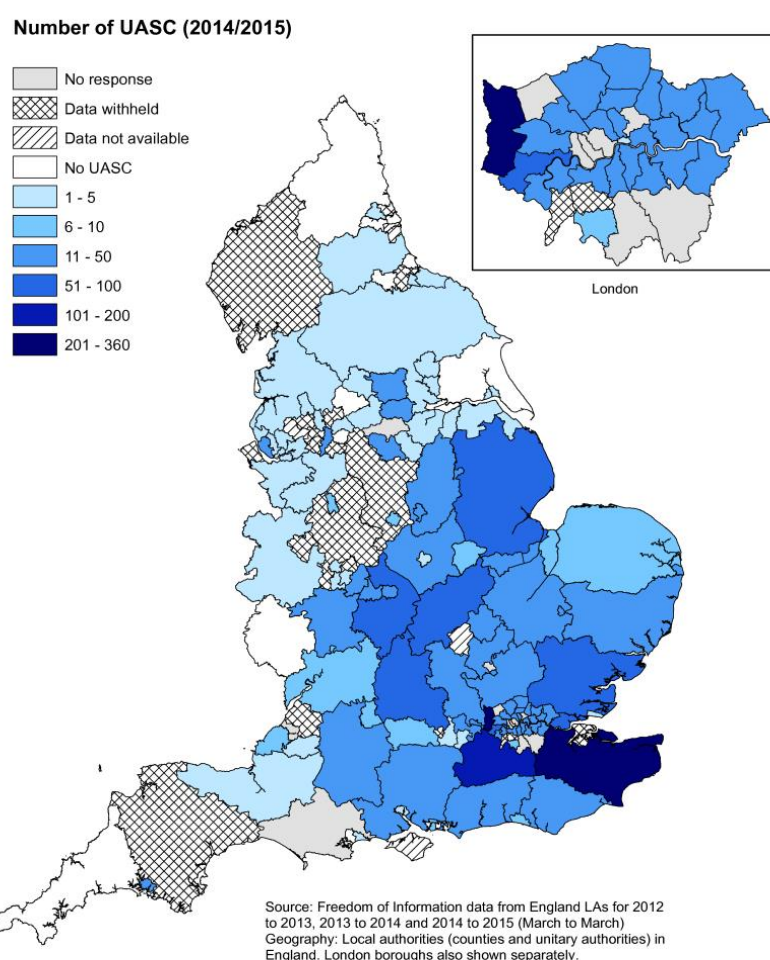 Number of UASC (2014/2015)
No response
Data withheld
Data not available
No UASC
1 - 5
6 - 10
11 - 50
51 - 100
101 - 200
201 - 360
London
Source: Freedom of Information data from England LAs for 2012
to 2013, 2013 to 2014 and 2014 to 2015 (March to March)
Geography: Local authorities (counties and unitary authorities) in
England. London boroughs also shown separately.